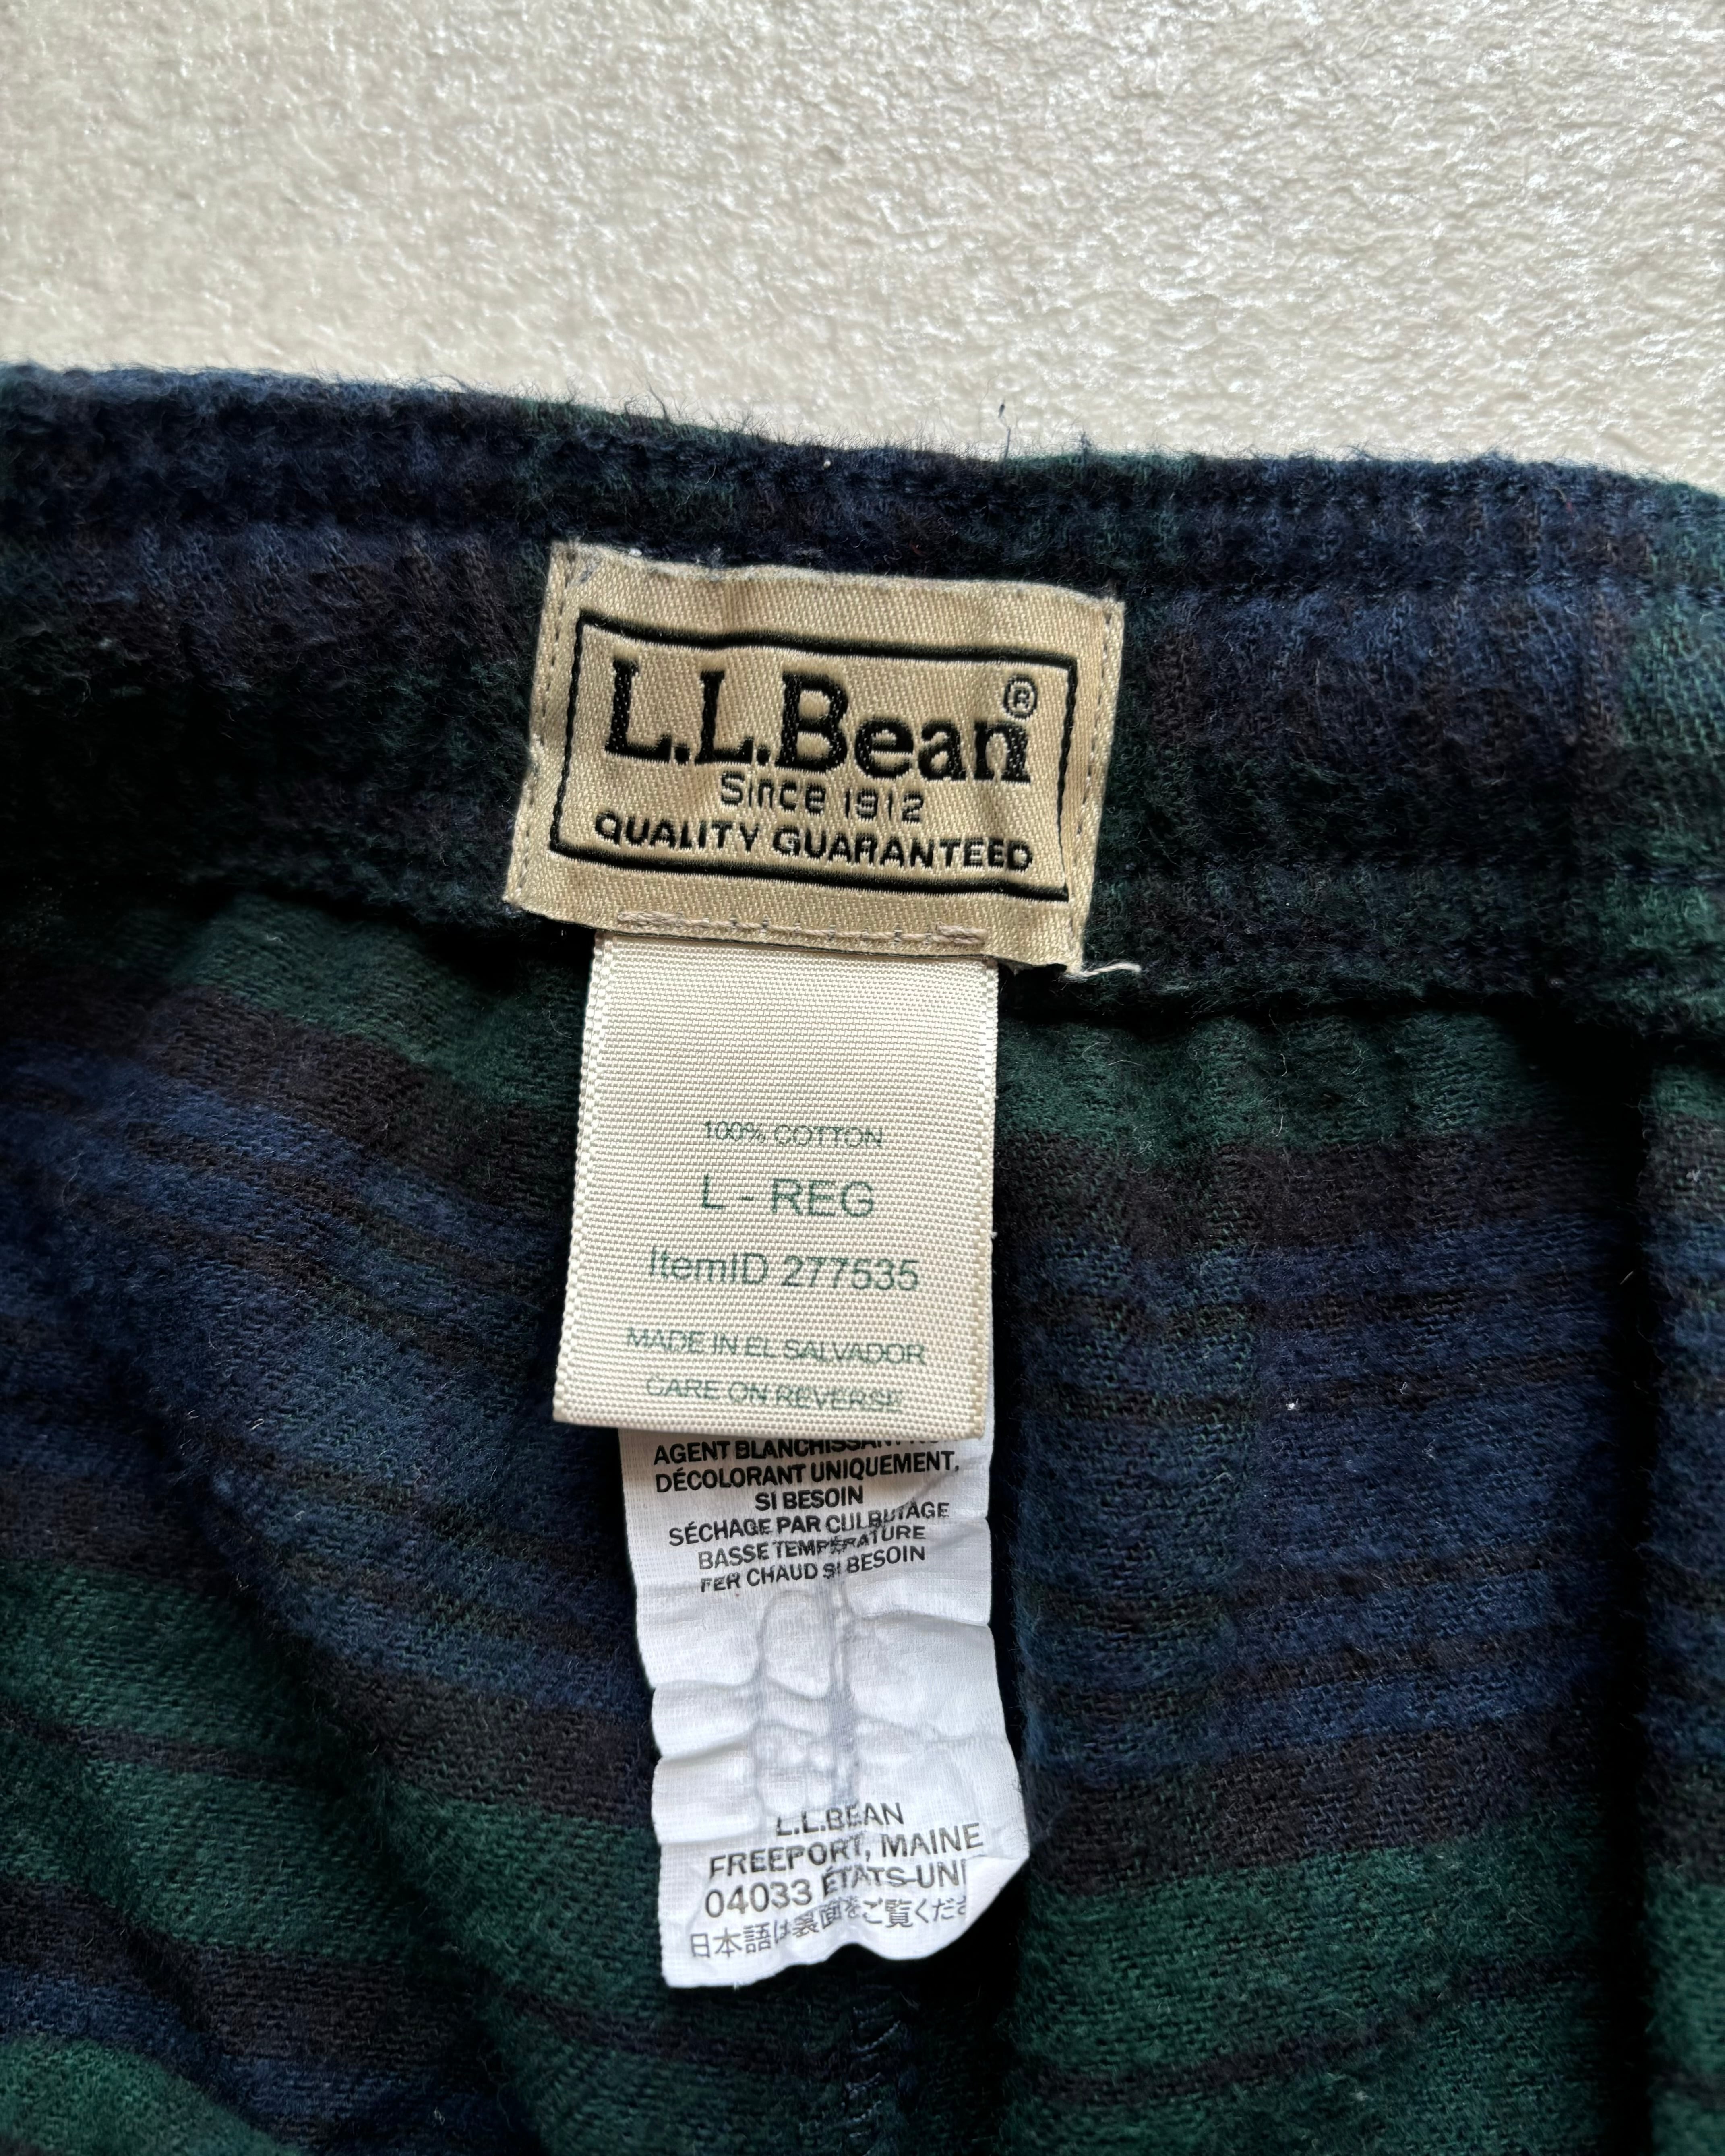 L.L.Bean®
Since 1912
QUALITY GUARANTEED
100% COTTON
L - REG
ItemID 277535
MADE IN EL SALVADOR
CARE ON REVERSE
AGENT BLANCHISSANT
DÉCOLORANT UNIQUEMENT,
SI BESOIN
SÉCHAGE PAR CULBUTAGE
BASSE TEMPÉRATURE
FER CHAUD SI BESOIN
L.L.BEAN
FREEPORT, MAINE
04033 ÉTATS-UNI
日本語は裏面をご覧くださ